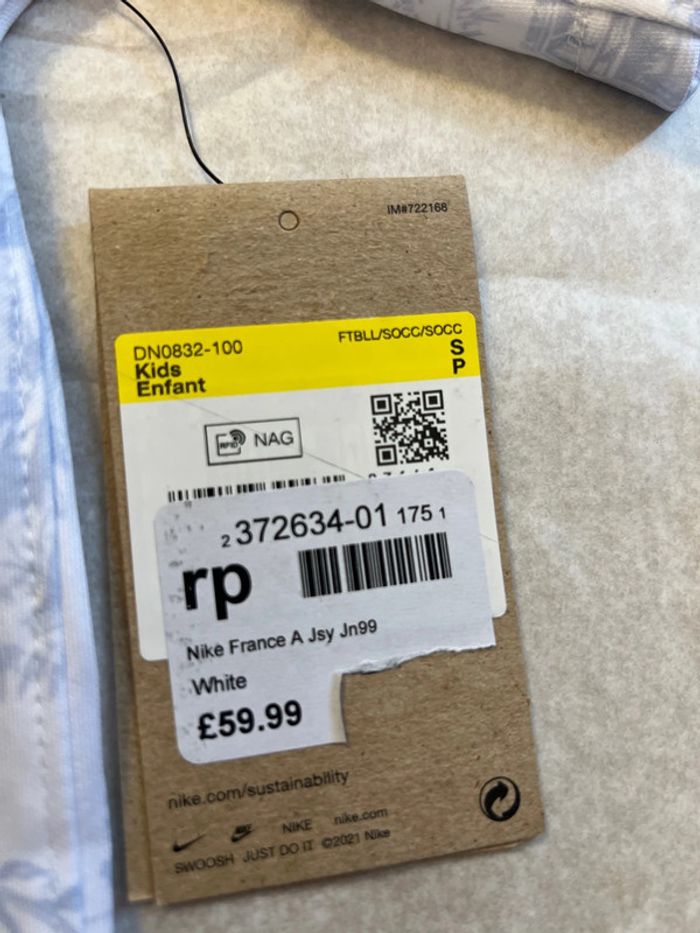 IM#722168
DN0832-100
FTBLL/SOCC/SOCC
Kids
S
Enfant
P
RFID NAG
2 372634-01 175 1
rp
Nike France A Jsy Jn99
White
£59.99
nike.com/sustainability
NIKE nike.com
SWOOSH JUST DO IT ©2021 Nike